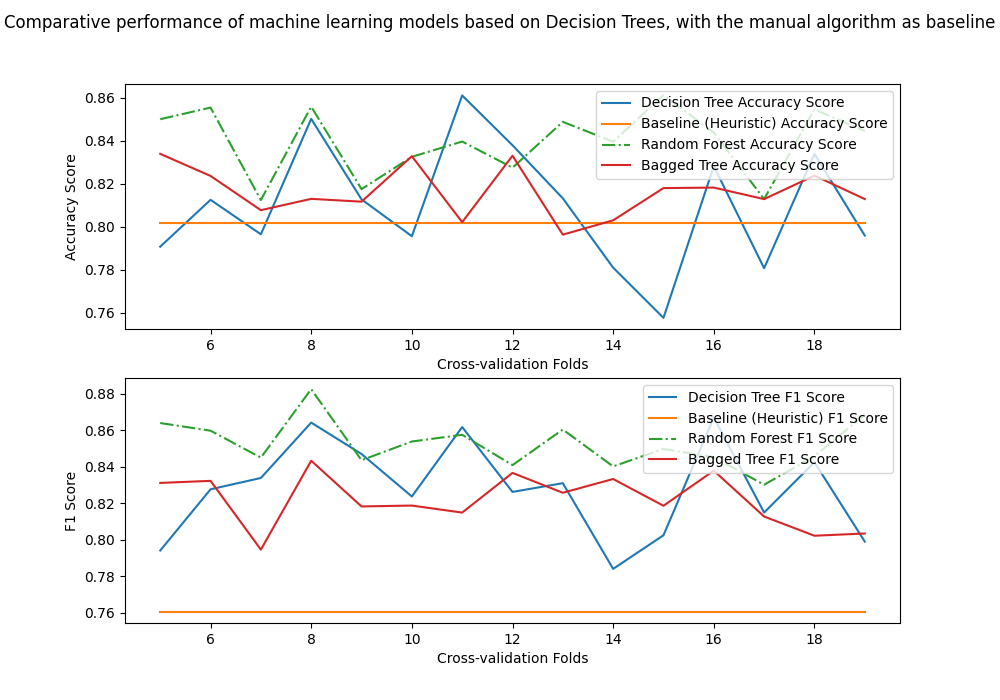 Comparative performance of machine learning models based on Decision Trees, with the manual algorithm as baseline
0.86
0.84
0.82
0.80
0.78
0.76
Accuracy Score
Decision Tree Accuracy Score
Baseline (Heuristic) Accuracy Score
Random Forest Accuracy Score
Bagged Tree Accuracy Score
6 8 10 12 14 16 18
Cross-validation Folds
0.88
0.86
0.84
0.82
0.80
0.78
0.76
F1 Score
Decision Tree F1 Score
Baseline (Heuristic) F1 Score
Random Forest F1 Score
Bagged Tree F1 Score
6 8 10 12 14 16 18
Cross-validation Folds